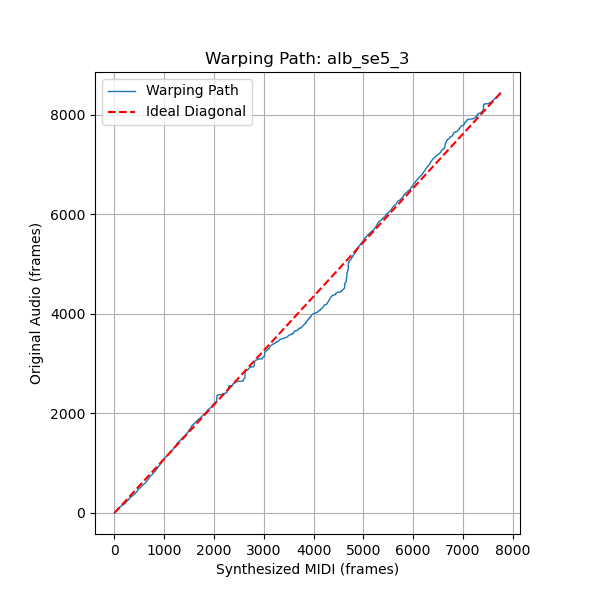 Warping Path: alb_se5_3
Warping Path
Ideal Diagonal
Original Audio (frames)
8000
6000
4000
2000
0
0 1000 2000 3000 4000 5000 6000 7000 8000
Synthesized MIDI (frames)